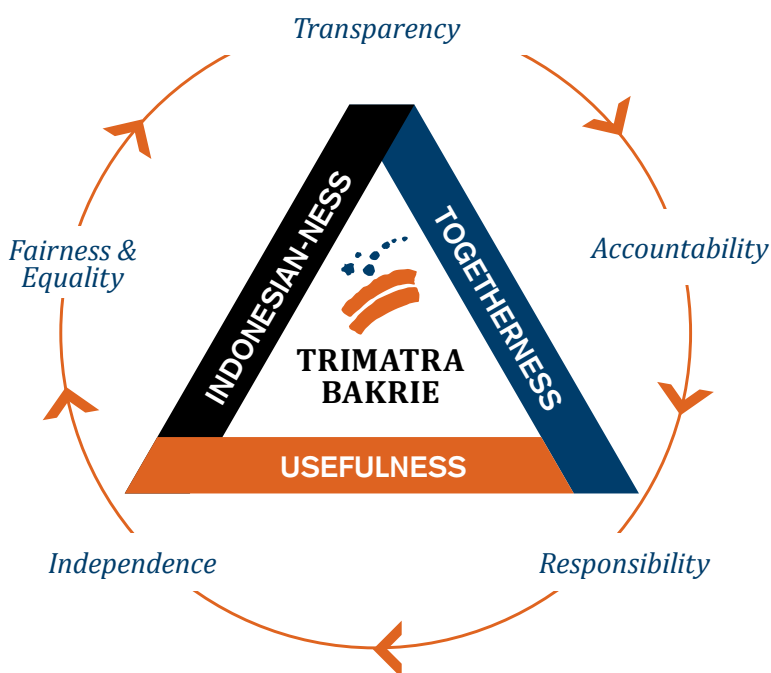 Transparency
Accountability
Responsibility
Independence
Fairness &
Equality
INDONESIAN-NESS
TOGETHERNESS
USEFULNESS
TRIMATRA
BAKRIE